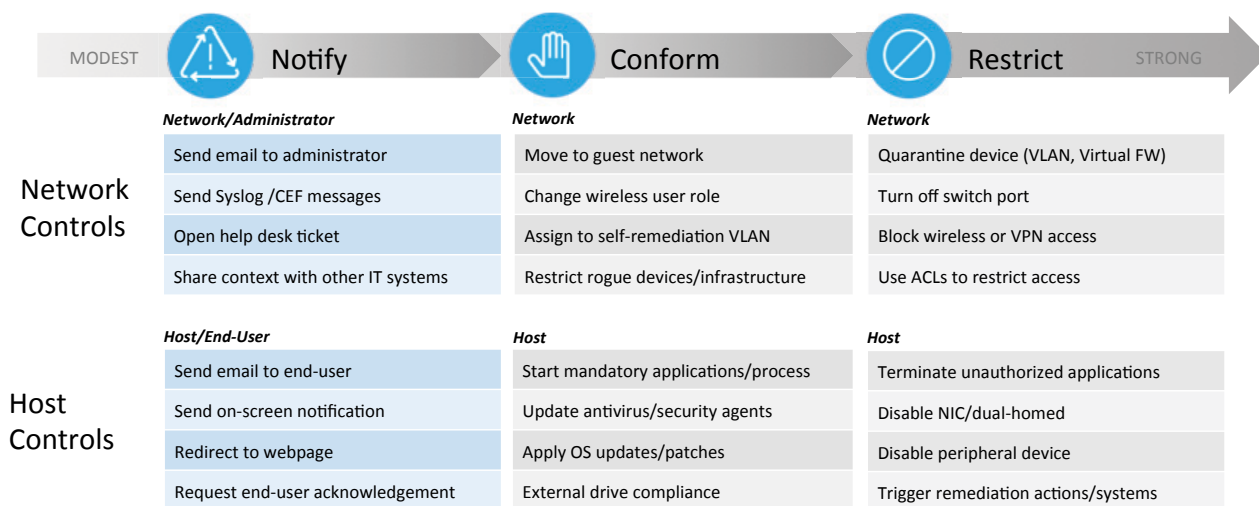 MODEST Notify Conform Restrict STRONG
Network/Administrator Network Network
Send email to administrator Move to guest network Quarantine device (VLAN, Virtual FW)
Network Send Syslog /CEF messages Change wireless user role Turn off switch port
Controls Open help desk ticket Assign to self-remediation VLAN Block wireless or VPN access
Share context with other IT systems Restrict rogue devices/infrastructure Use ACLs to restrict access
Host/End-User Host Host
Send email to end-user Start mandatory applications/process Terminate unauthorized applications
Host Send on-screen notification Update antivirus/security agents Disable NIC/dual-homed
Controls Redirect to webpage Apply OS updates/patches Disable peripheral device
Request end-user acknowledgement External drive compliance Trigger remediation actions/systems